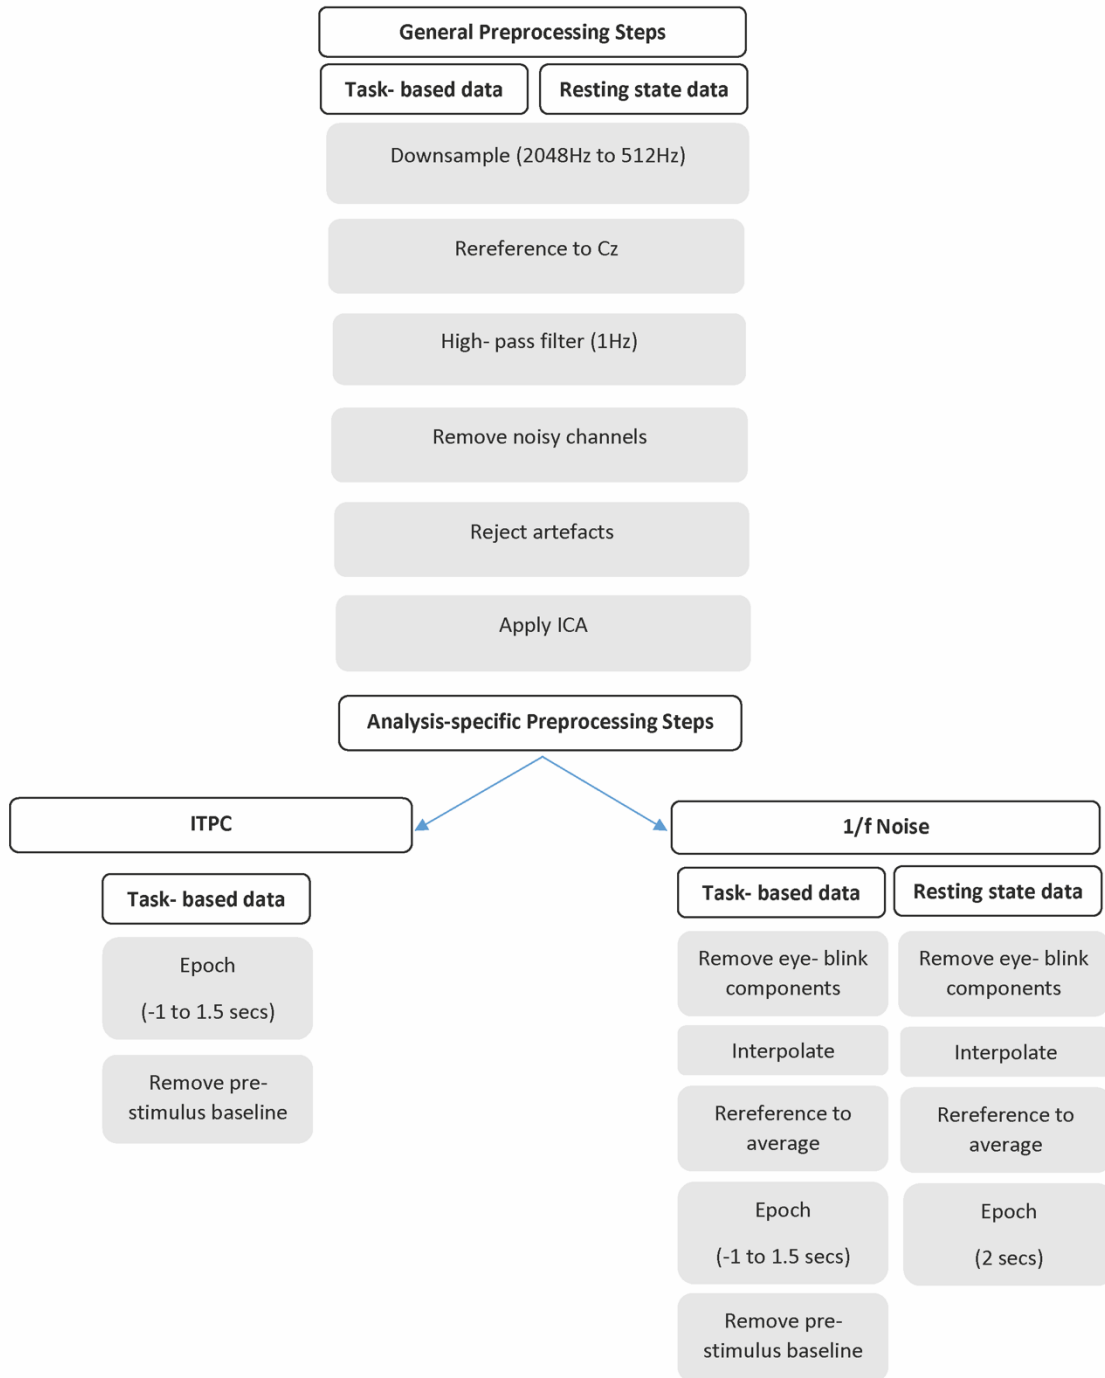 General Preprocessing Steps
Task- based data
Resting state data
Downsample (2048Hz to 512Hz)
Rereference to Cz
High- pass filter (1Hz)
Remove noisy channels
Reject artefacts
Apply ICA
Analysis-specific Preprocessing Steps
ITPC
Task- based data
Epoch
(-1 to 1.5 secs)
Remove pre-
stimulus baseline
1/f Noise
Task- based data
Remove eye- blink
components
Interpolate
Rereference to
average
Epoch
(-1 to 1.5 secs)
Remove pre-
stimulus baseline
Resting state data
Remove eye- blink
components
Interpolate
Rereference to
average
Epoch
(2 secs)